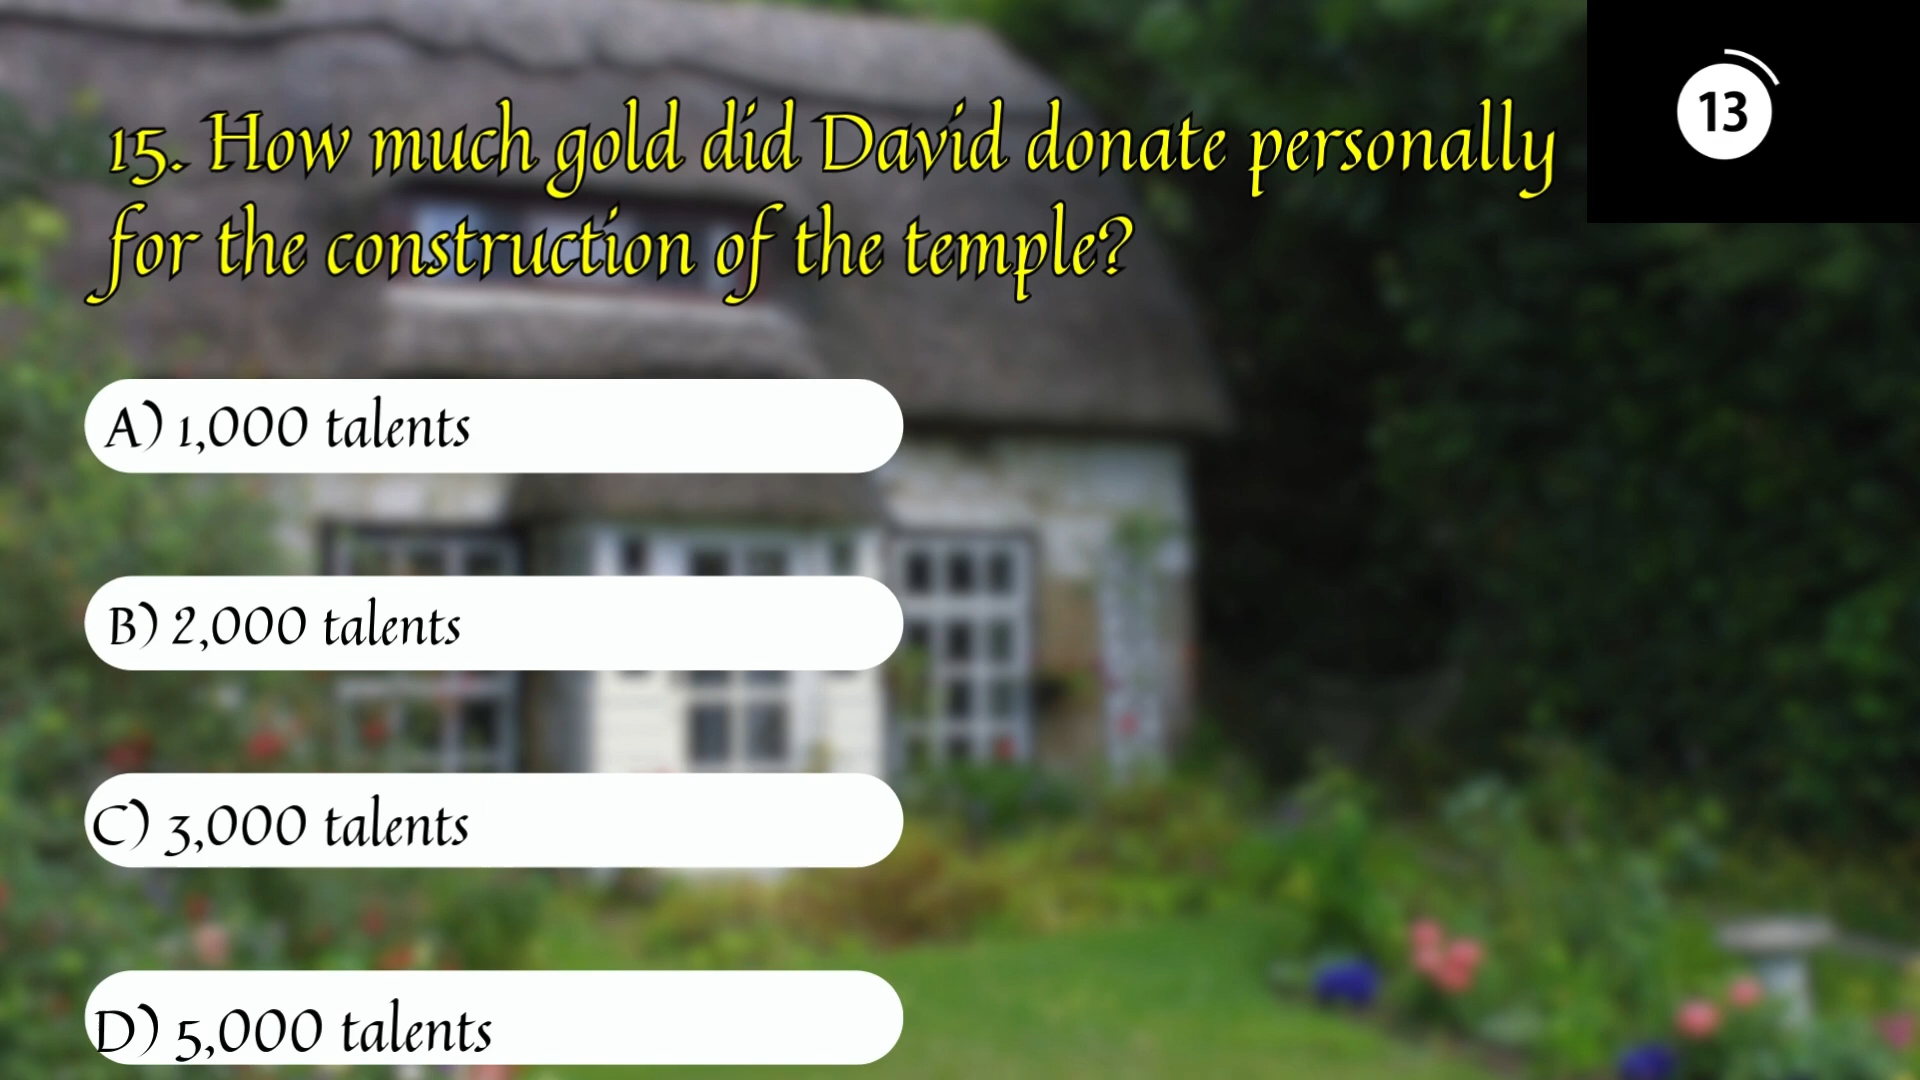 15. How much gold did David donate personally
for the construction of the temple?
13
A) 1,000 talents
B) 2,000 talents
C) 3,000 talents
D) 5,000 talents